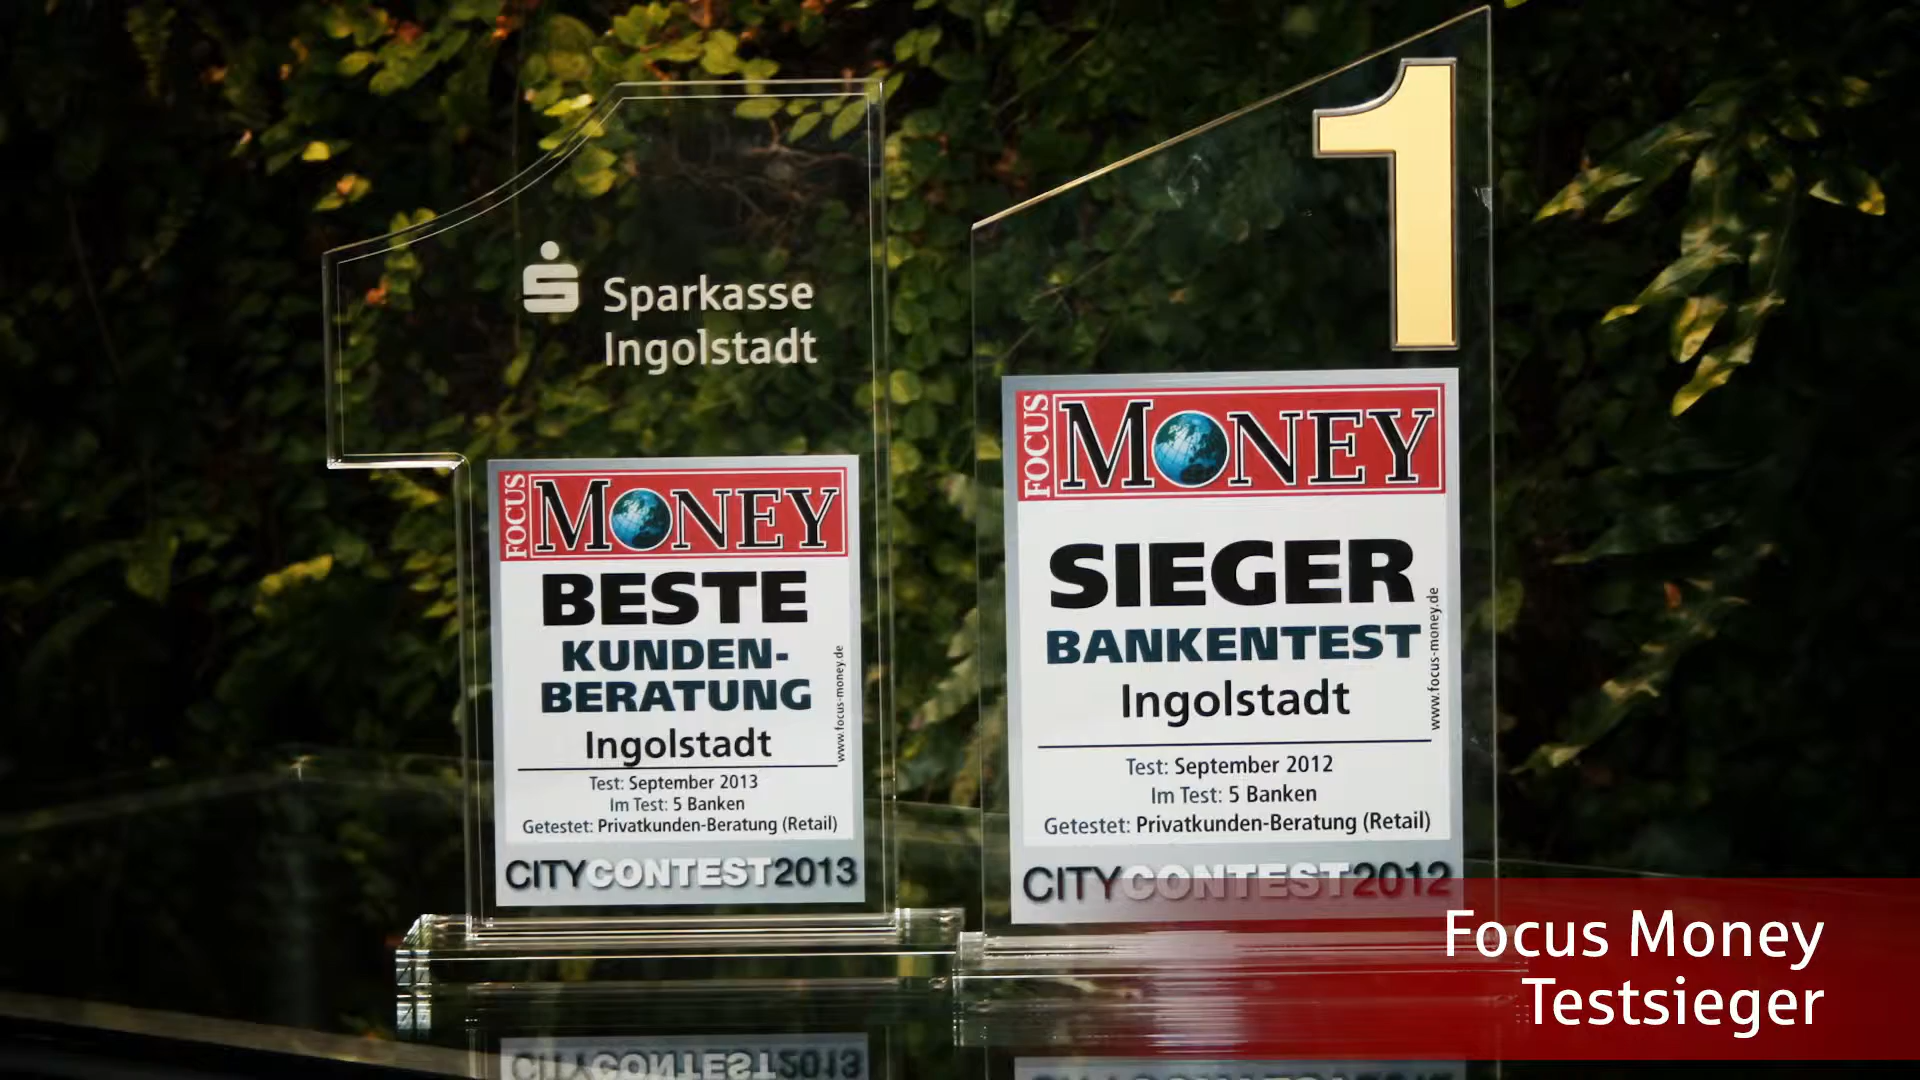 Sparkasse
Ingolstadt
FOCUS MONEY
BESTE
KUNDEN-
BERATUNG
Ingolstadt
Test: September 2013
Im Test: 5 Banken
Getestet: Privatkunden-Beratung (Retail)
www.focus-money.de
CITYCONTEST2013
1
FOCUS MONEY
SIEGER
BANKENTEST
Ingolstadt
Test: September 2012
Im Test: 5 Banken
Getestet: Privatkunden-Beratung (Retail)
www.focus-money.de
CITYCONTEST2012
Focus Money
Testsieger